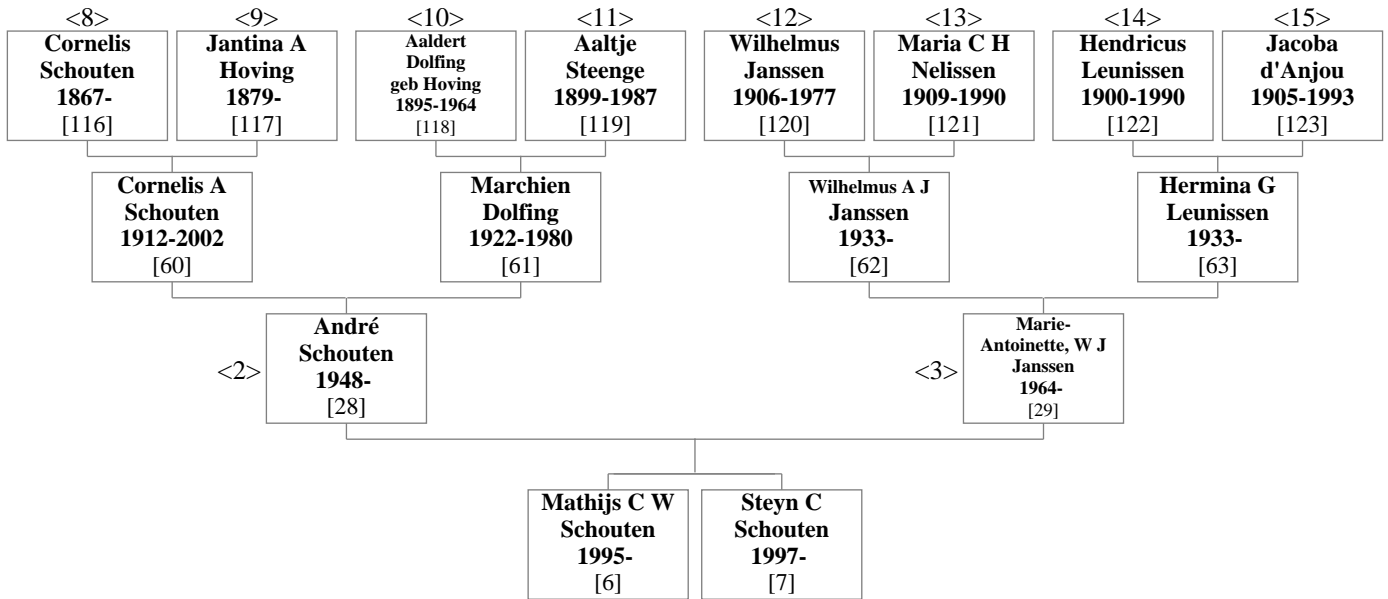 <8>
Cornelis
Schouten
1867-
[116]
<9>
Jantina A
Hoving
1879-
[117]
<10>
Aaldert
Dolfing
geb Hoving
1895-1964
[118]
<11>
Aaltje
Steenge
1899-1987
[119]
<12>
Wilhelmus
Janssen
1906-1977
[120]
<13>
Maria C H
Nelissen
1909-1990
[121]
<14>
Hendricus
Leunissen
1900-1990
[122]
<15>
Jacoba
d'Anjou
1905-1993
[123]
Cornelis A
Schouten
1912-2002
[60]
Marchien
Dolfing
1922-1980
[61]
Wilhelmus A J
Janssen
1933-
[62]
Hermina G
Leunissen
1933-
[63]
<2>
André
Schouten
1948-
[28]
<3>
Marie-
Antoinette, W J
Janssen
1964-
[29]
Mathijs C W
Schouten
1995-
[6]
Steyn C
Schouten
1997-
[7]